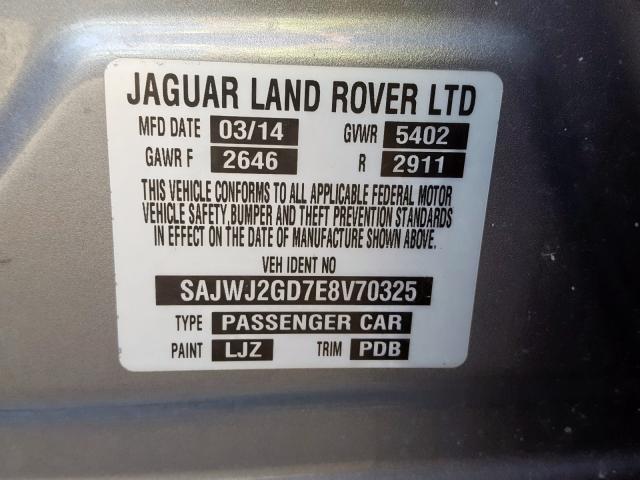 JAGUAR LAND ROVER LTD
MFD DATE 03/14 GVWR 5402
GAWR F 2646 R 2911
THIS VEHICLE CONFORMS TO ALL APPLICABLE FEDERAL MOTOR
VEHICLE SAFETY,BUMPER AND THEFT PREVENTION STANDARDS
IN EFFECT ON THE DATE OF MANUFACTURE SHOWN ABOVE.
VEH IDENT NO
SAJWJ2GD7E8V70325
TYPE PASSENGER CAR
PAINT LJZ TRIM PDB